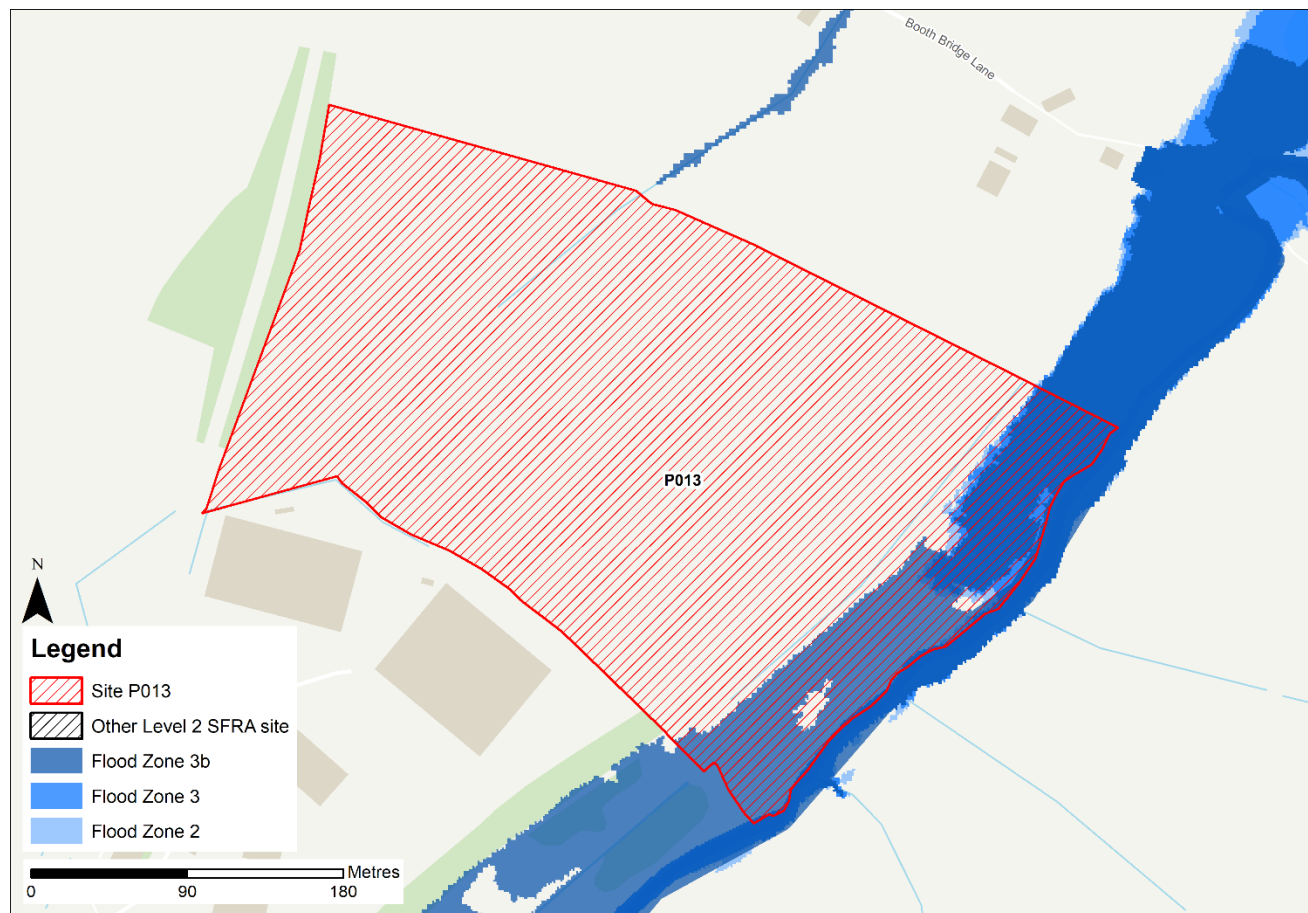 Booth Bridge Lane
P013
N
Legend
Site P013
Other Level 2 SFRA site
Flood Zone 3b
Flood Zone 3
Flood Zone 2
Metres
0 90 180